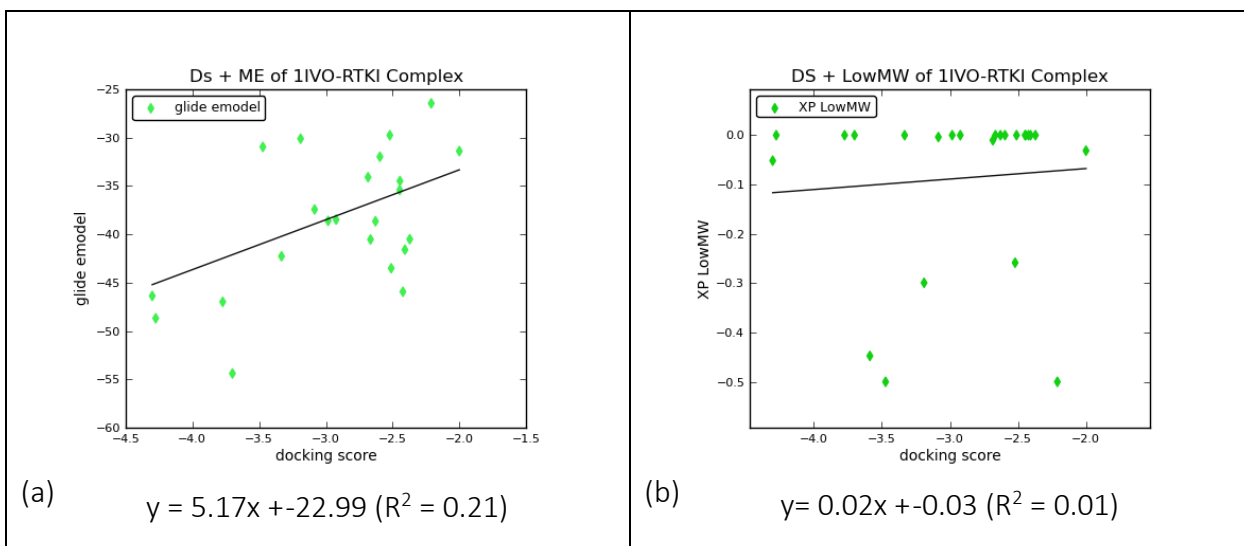 Ds + ME of 1IVO-RTKI Complex
glide emodel
−25
−30
−35
−40
−45
−50
−55
−60
glide emodel
−4.5 −4.0 −3.5 −3.0 −2.5 −2.0 −1.5
docking score
(a)
y = 5.17x +-22.99 (R² = 0.21)
DS + LowMW of 1IVO-RTKI Complex
XP LowMW
0.0
−0.1
−0.2
−0.3
−0.4
−0.5
XP LowMW
−4.0 −3.5 −3.0 −2.5 −2.0
docking score
(b)
y= 0.02x +-0.03 (R² = 0.01)